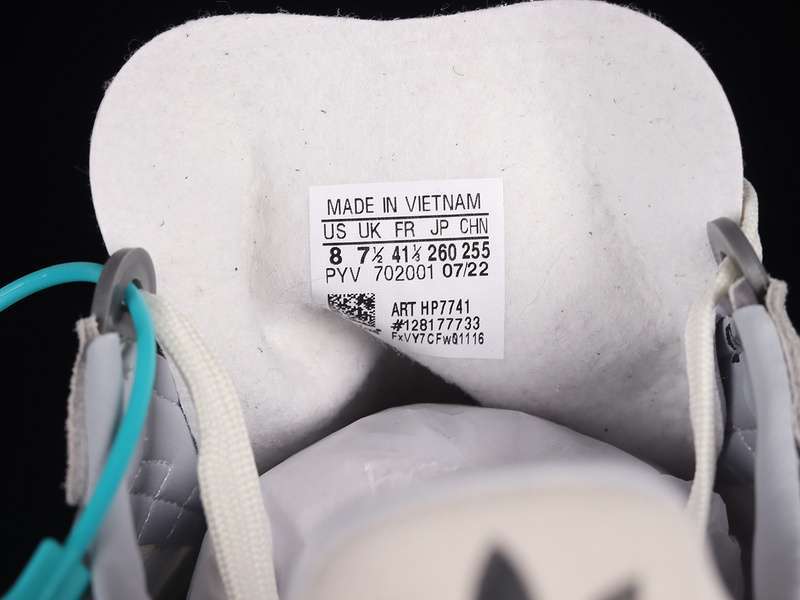 MADE IN VIETNAM
US UK FR JP CHN
8 7½ 41⅓ 260 255
PYV 702001 07/22
ART HP7741
#128177733
FxVY7CFwQ1116